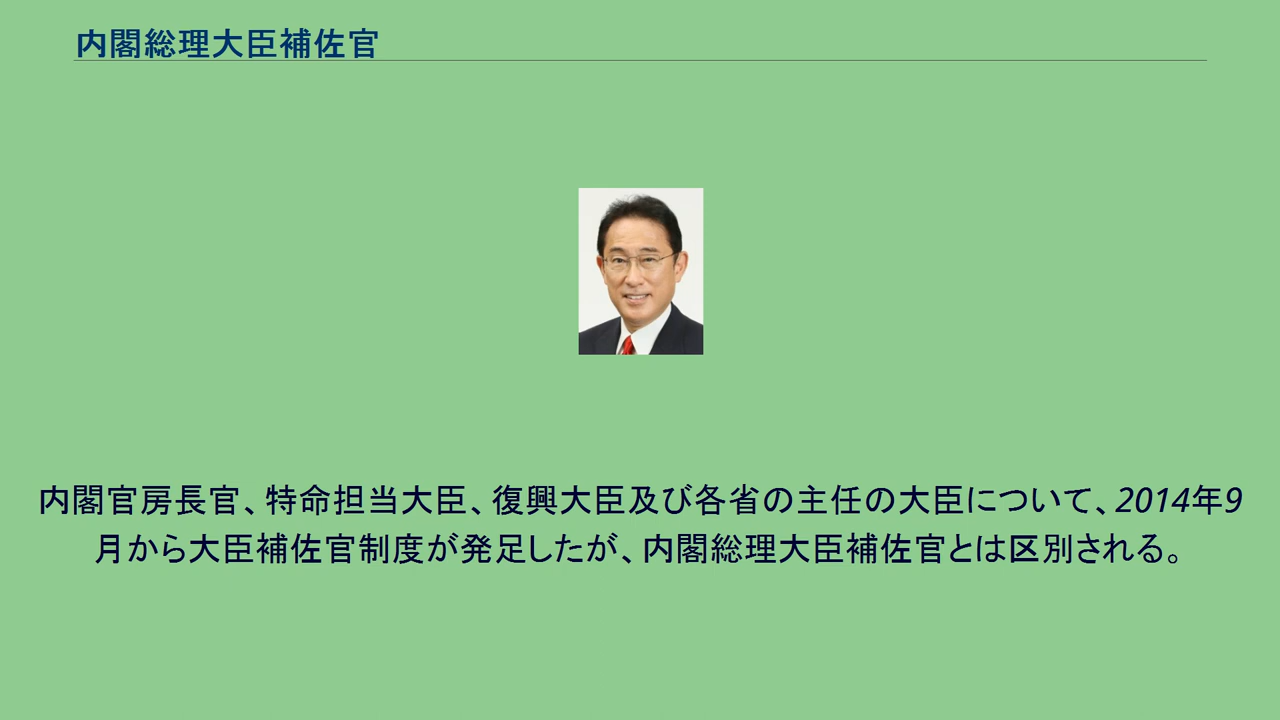 内閣総理大臣補佐官
内閣官房長官、特命担当大臣、復興大臣及び各省の主任の大臣について、2014年9
月から大臣補佐官制度が発足したが、内閣総理大臣補佐官とは区別される。